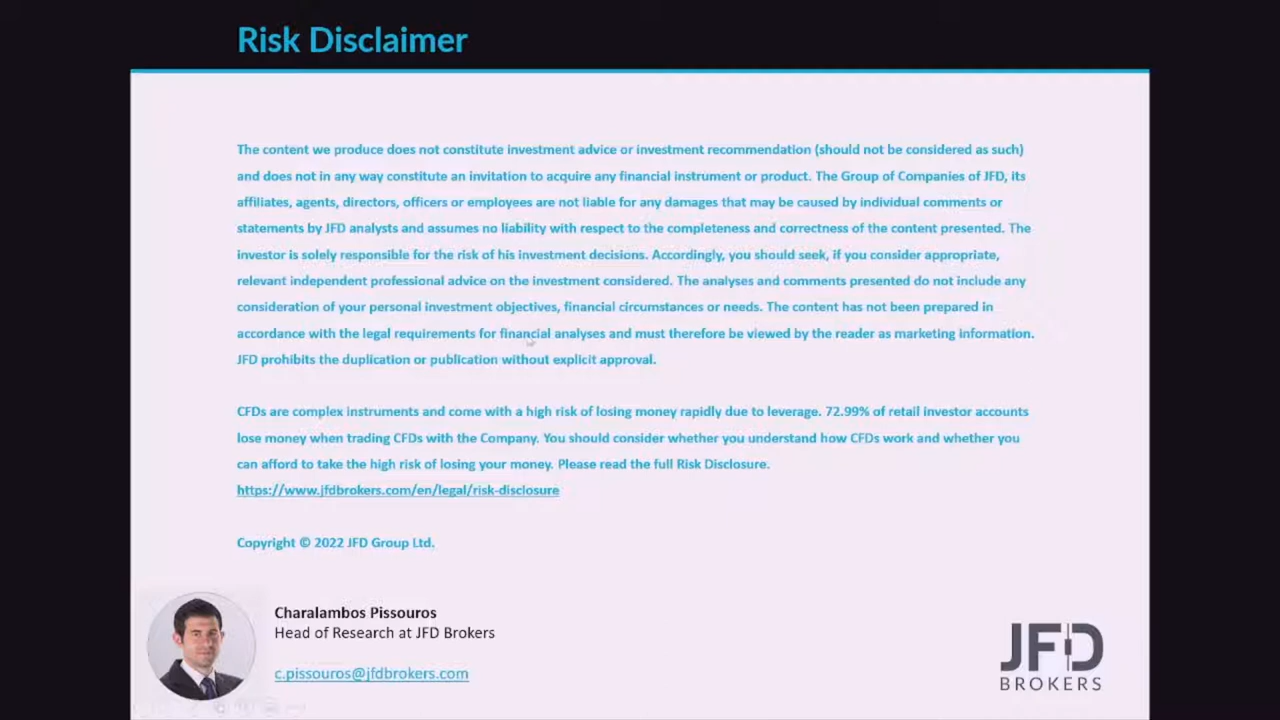 Risk Disclaimer
The content we produce does not constitute investment advice or investment recommendation (should not be considered as such)
and does not in any way constitute an invitation to acquire any financial instrument or product. The Group of Companies of JFD, its
affiliates, agents, directors, officers or employees are not liable for any damages that may be caused by individual comments or
statements by JFD analysts and assumes no liability with respect to the completeness and correctness of the content presented. The
investor is solely responsible for the risk of his investment decisions. Accordingly, you should seek, if you consider appropriate,
relevant independent professional advice on the investment considered. The analyses and comments presented do not include any
consideration of your personal investment objectives, financial circumstances or needs. The content has not been prepared in
accordance with the legal requirements for financial analyses and must therefore be viewed by the reader as marketing information.
JFD prohibits the duplication or publication without explicit approval.
CFDs are complex instruments and come with a high risk of losing money rapidly due to leverage. 72.99% of retail investor accounts
lose money when trading CFDs with the Company. You should consider whether you understand how CFDs work and whether you
can afford to take the high risk of losing your money. Please read the full Risk Disclosure.
https://www.jfdbrokers.com/en/legal/risk-disclosure
Copyright © 2022 JFD Group Ltd.
Charalambos Pissouros
Head of Research at JFD Brokers
c.pissouros@jfdbrokers.com
JFD
BROKERS